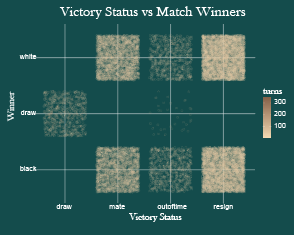 Victory Status vs Match Winners
white
draw
black
Winner
turns
300
200
100
draw mate outoftime resign
Victory Status